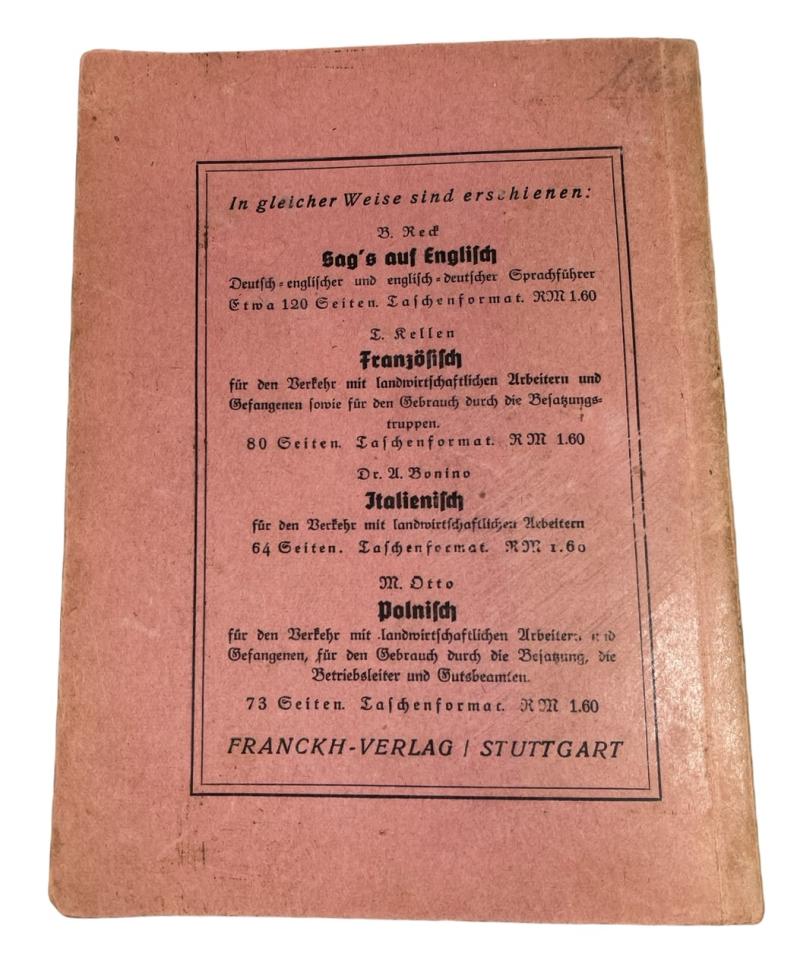 In gleicher Weise sind erschienen:
B. Reck
Sag's auf Englisch
Deutsch-englischer und englisch-deutscher Sprachführer
Etwa 120 Seiten. Taschenformat. RM 1.60
T. Kellen
Französisch
für den Verkehr mit landwirtschaftlichen Arbeitern und
Gefangenen sowie für den Gebrauch durch die Besatzungs-
truppen.
80 Seiten. Taschenformat. RM 1.60
Dr. A. Bonino
Italienisch
für den Verkehr mit landwirtschaftlichen Arbeitern
64 Seiten. Taschenformat. RM 1.60
M. Otto
Polnisch
für den Verkehr mit landwirtschaftlichen Arbeitern und
Gefangenen, für den Gebrauch durch die Besatzung, die
Betriebsleiter und Gutsbeamten.
73 Seiten. Taschenformat. RM 1.60
FRANCKH-VERLAG / STUTTGART